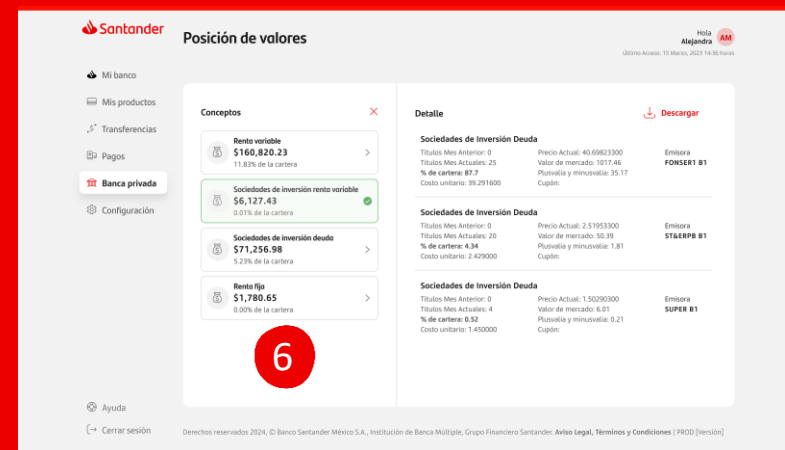 Santander
Posición de valores
Hola
Alejandra
AM
Último Acceso: 15 Marzo, 2023 14:36 horas
Mi banco
Mis productos
Transferencias
Pagos
Banca privada
Configuración
Conceptos
Renta variable
$160,820.23
11.83% de la cartera
Sociedades de inversión renta variable
$6,127.43
0.01% de la cartera
Sociedades de inversión deuda
$71,256.98
5.23% de la cartera
Renta fija
$1,780.65
0.00% de la cartera
6
Detalle
Descargar
Sociedades de Inversión Deuda
Titulos Mes Anterior: 0 Precio Actual: 40.69823300 Emisora
Titulos Mes Actuales: 25 Valor de mercado: 1017.46 FONSER1 B1
% de cartera: 87.7 Plusvalía y minusvalía: 35.17
Costo unitario: 39.291600 Cupón:
Sociedades de Inversión Deuda
Titulos Mes Anterior: 0 Precio Actual: 2.51953300 Emisora
Titulos Mes Actuales: 20 Valor de mercado: 50.39 ST&ERPB B1
% de cartera: 4.34 Plusvalía y minusvalía: 1.81
Costo unitario: 2.429000 Cupón:
Sociedades de Inversión Deuda
Titulos Mes Anterior: 0 Precio Actual: 1.50290300 Emisora
Titulos Mes Actuales: 4 Valor de mercado: 6.01 SUPER B1
% de cartera: 0.52 Plusvalía y minusvalía: 0.21
Costo unitario: 1.450000 Cupón:
Ayuda
Cerrar sesión
Derechos reservados 2024, © Banco Santander México S.A., Institución de Banca Múltiple, Grupo Financiero Santander. Aviso Legal, Términos y Condiciones | PROD [Versión]